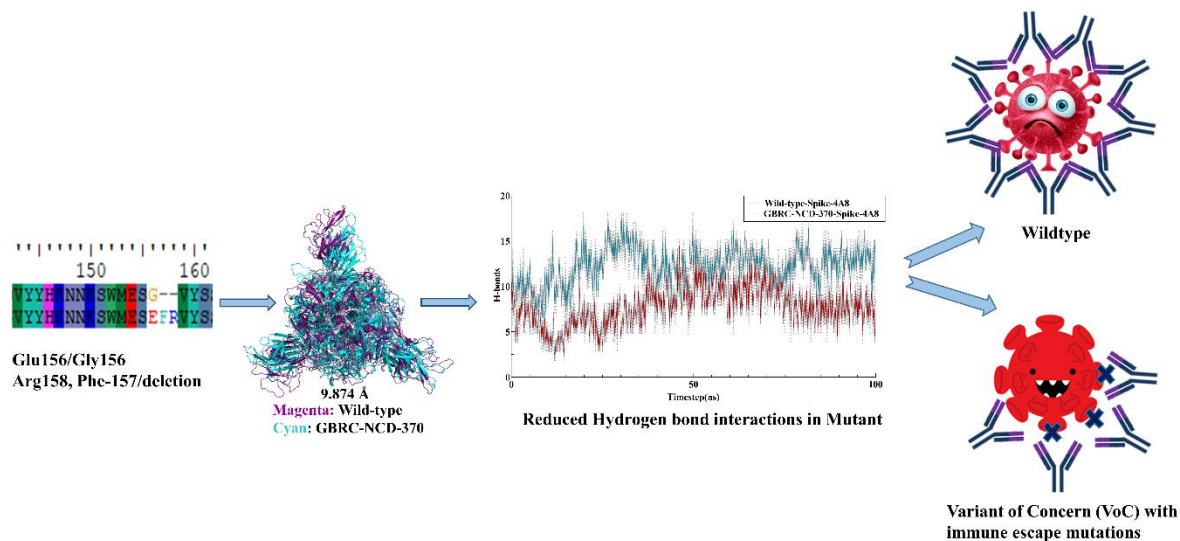 150 160
VYYHKNNKSWMESG--VYS
VYYHKNNKSWMESEFRVYS
Glu156/Gly156
Arg158, Phe-157/deletion
9.874 Å
Magenta: Wild-type
Cyan: GBRC-NCD-370
Wild-type-Spike-4A8
GBRC-NCD-370-Spike-4A8
20
15
10
5
0
H-bonds
0 50 100
Timestep(ns)
Reduced Hydrogen bond interactions in Mutant
Wildtype
Variant of Concern (VoC) with
immune escape mutations